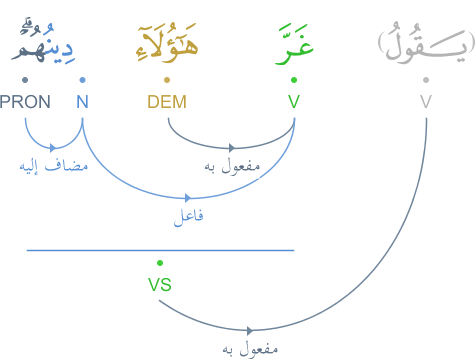 (يَقُولُ) غَرَّ هَٰٓؤُلَآءِ دِينُهُمْ ۗ
V V DEM N PRON
مفعول به
مضاف إليه
فاعل
VS
مفعول به